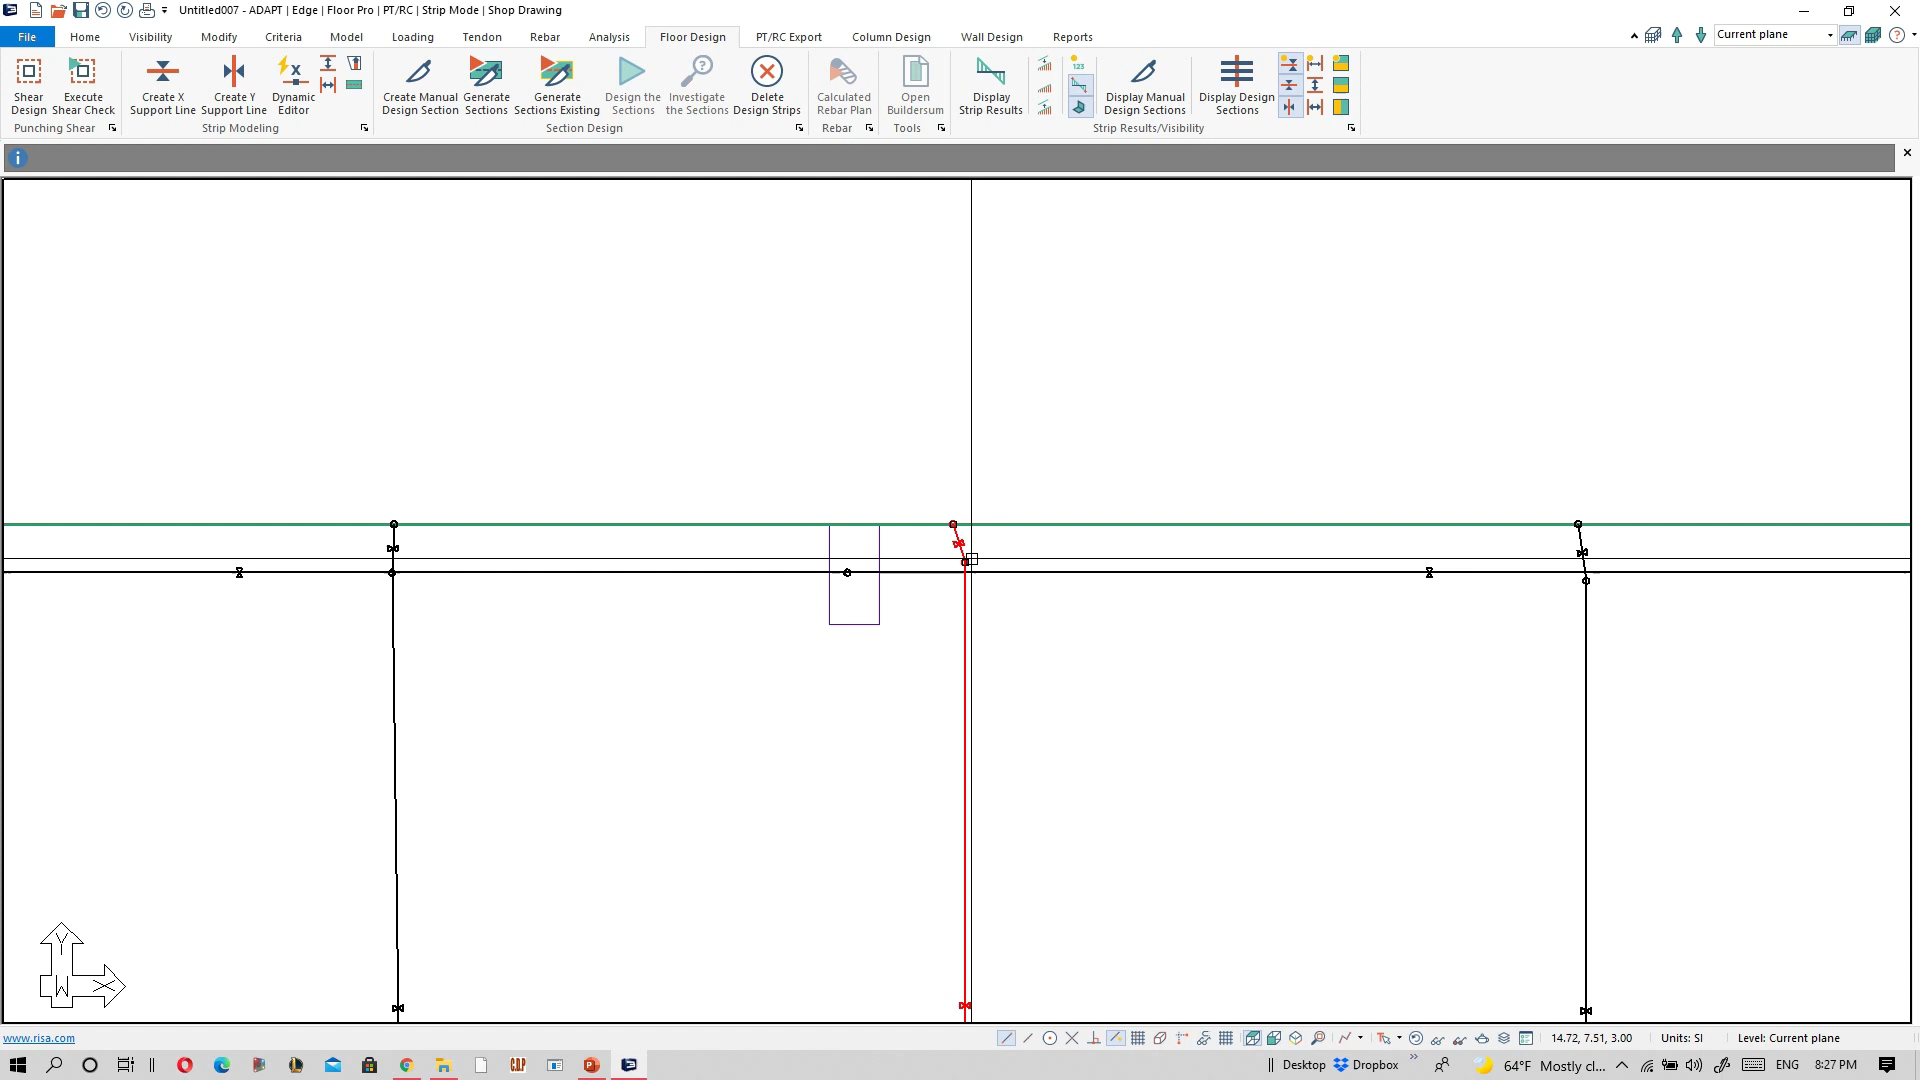 Untitled007 - ADAPT | Edge | Floor Pro | PT/RC | Strip Mode | Shop Drawing
File Home Visibility Modify Criteria Model Loading Tendon Rebar Analysis Floor Design PT/RC Export Column Design Wall Design Reports Current plane
Shear Design Execute Shear Check Create X Support Line Create Y Support Line Dynamic Editor Create Manual Design Section Generate Sections Generate Sections Existing Design the Sections Investigate the Sections Delete Design Strips Calculated Rebar Plan Open Buildersum Display Strip Results 123 Display Manual Design Sections Display Design Sections
Punching Shear Strip Modeling Section Design Rebar Tools Strip Results/Visibility
Y
W X
www.risa.com 14.72, 7.51, 3.00 Units: SI Level: Current plane
Desktop Dropbox 64°F Mostly cl... ENG 8:27 PM